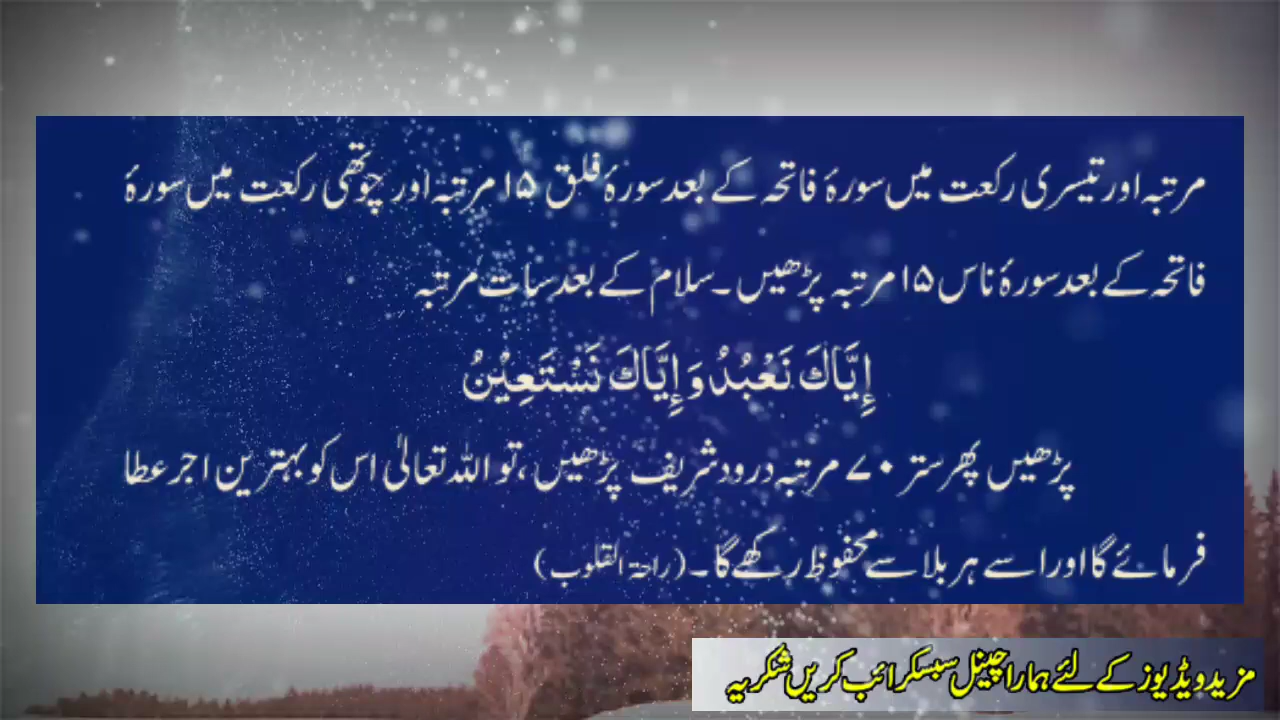 مرتبہ اور تیسری رکعت میں سورۂ فاتحہ کے بعد سورۂ فلق ۱۵ مرتبہ اور چوتھی رکعت میں سورۂ
فاتحہ کے بعد سورۂ ناس ۱۵ مرتبہ پڑھیں۔ سلام کے بعد سات مرتبہ
إِيَّاكَ نَعْبُدُ وَإِيَّاكَ نَسْتَعِيْنُ
پڑھیں پھر ستر ۷۰ مرتبہ درود شریف پڑھیں، تو اللہ تعالیٰ اس کو بہترین اجر عطا
فرمائے گا اور اسے ہر بلا سے محفوظ رکھے گا۔ (راحۃ القلوب)
مزید ویڈیوز کے لئے ہمارا چینل سبسکرائب کریں شکریہ